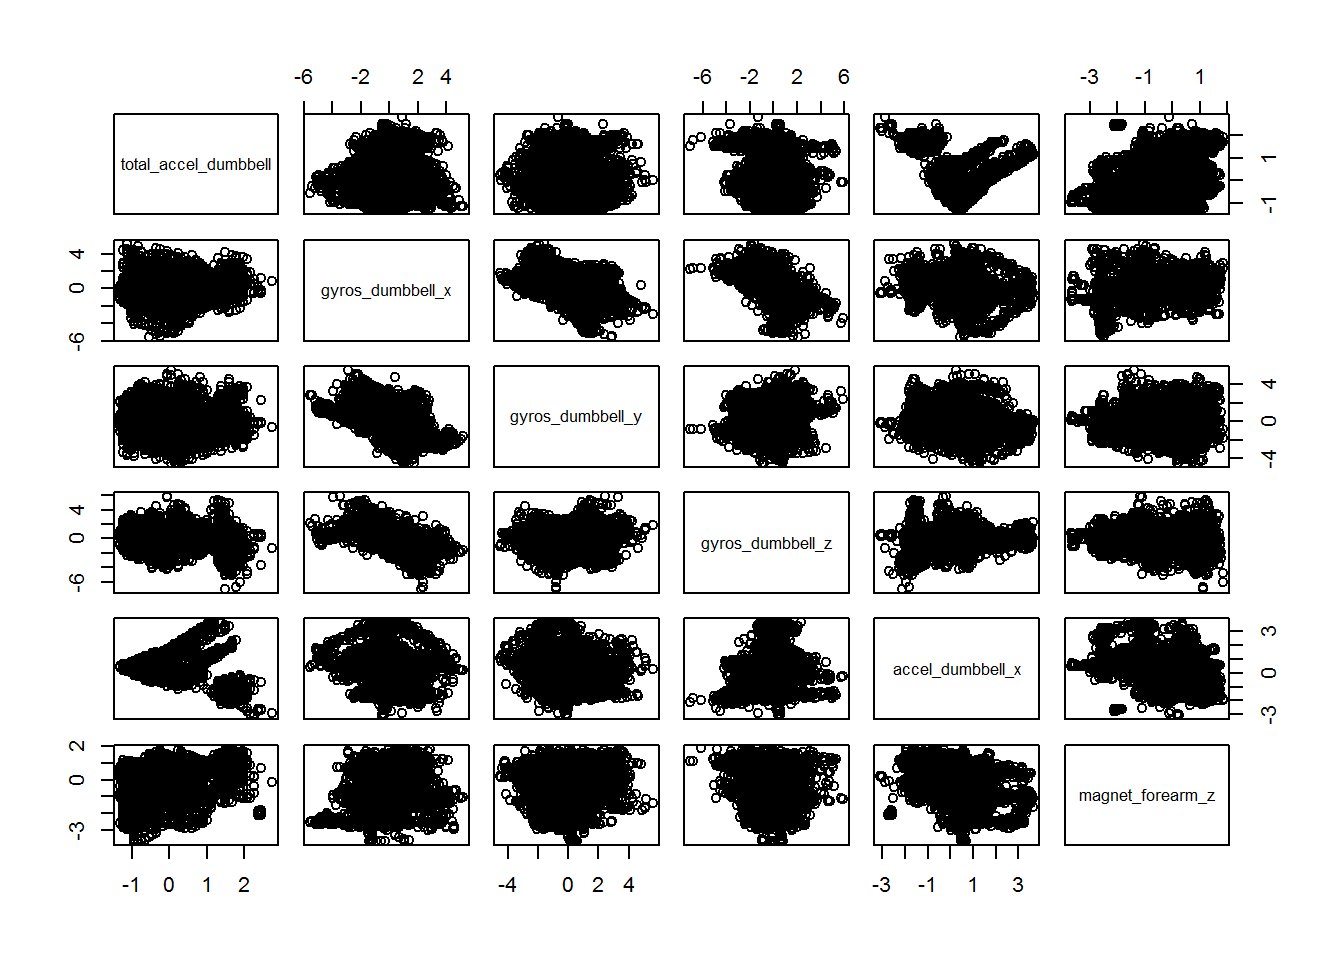 -6 -2 2 4
-6 -2 2 6
-3 -1 1
total_accel_dumbbell
-1 1
-6 0 4
gyros_dumbbell_x
gyros_dumbbell_y
-4 0 4
-6 0 4
gyros_dumbbell_z
accel_dumbbell_x
-3 0 3
-3 0 2
magnet_forearm_z
-1 0 1 2
-4 0 2 4
-3 -1 1 3